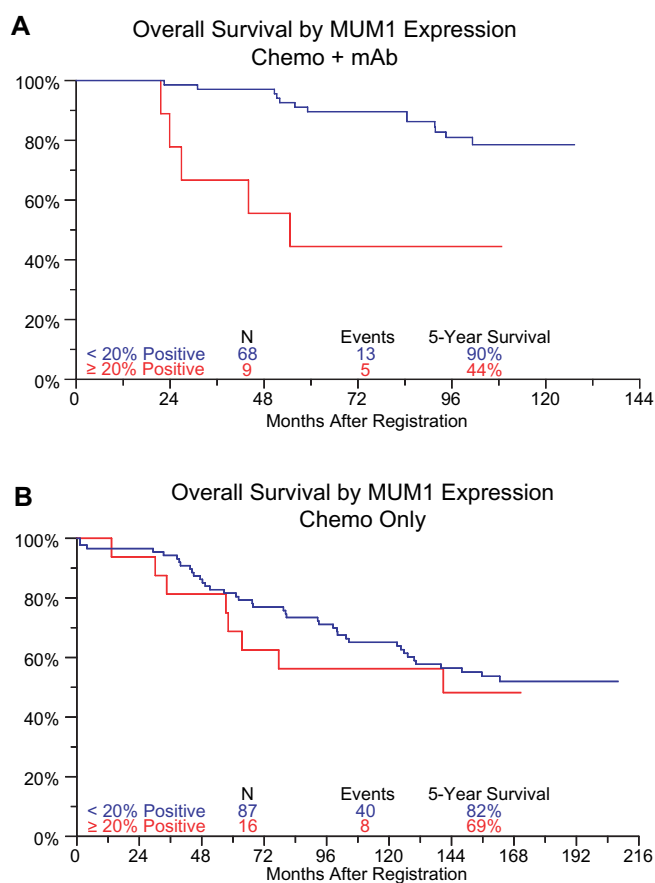 A
Overall Survival by MUM1 Expression
Chemo + mAb
100%
80%
60%
40%
20%
0%
N Events 5-Year Survival
< 20% Positive 68 13 90%
≥ 20% Positive 9 5 44%
0 24 48 72 96 120 144
Months After Registration
B
Overall Survival by MUM1 Expression
Chemo Only
100%
80%
60%
40%
20%
0%
N Events 5-Year Survival
< 20% Positive 87 40 82%
≥ 20% Positive 16 8 69%
0 24 48 72 96 120 144 168 192 216
Months After Registration